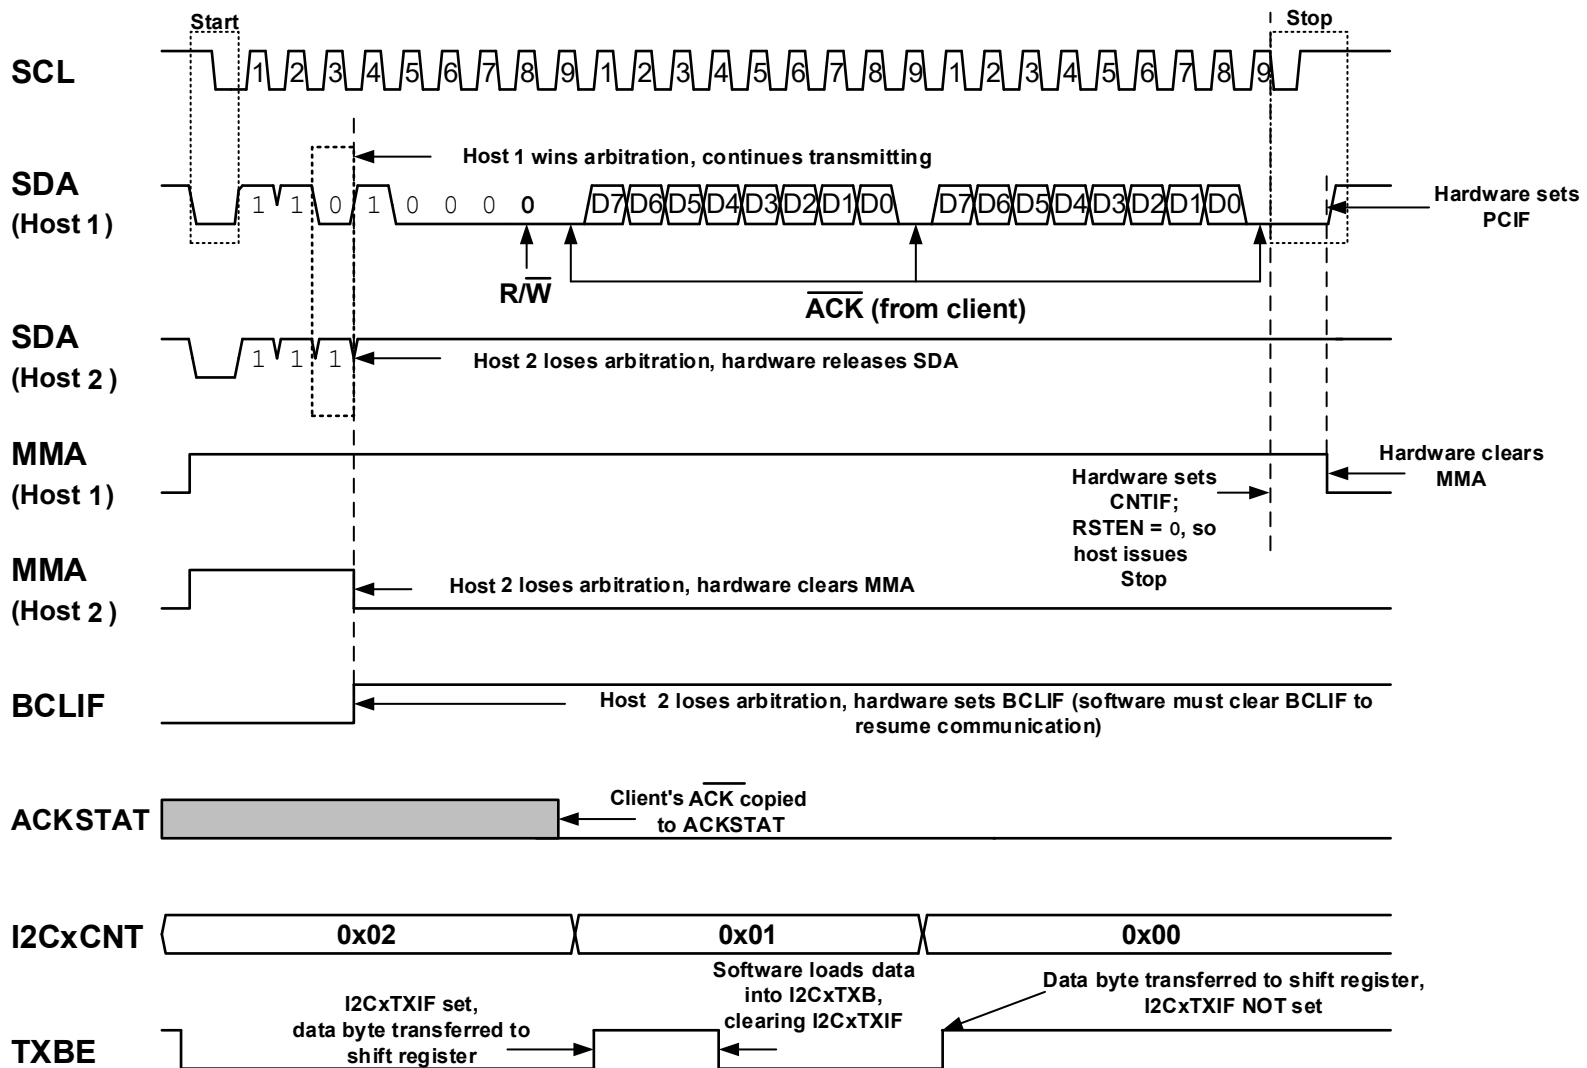 Start
Stop
SCL
1 2 3 4 5 6 7 8 9 1 2 3 4 5 6 7 8 9 1 2 3 4 5 6 7 8 9
Host 1 wins arbitration, continues transmitting
SDA
(Host 1)
1 1 0 1 0 0 0 0 D7 D6 D5 D4 D3 D2 D1 D0 D7 D6 D5 D4 D3 D2 D1 D0
Hardware sets
PCIF
R/W
ACK (from client)
SDA
(Host 2)
1 1 1
Host 2 loses arbitration, hardware releases SDA
MMA
(Host 1)
Hardware clears
MMA
Hardware sets
CNTIF;
RSTEN = 0, so
host issues
Stop
MMA
(Host 2)
Host 2 loses arbitration, hardware clears MMA
BCLIF
Host 2 loses arbitration, hardware sets BCLIF (software must clear BCLIF to
resume communication)
ACKSTAT
Client's ACK copied
to ACKSTAT
I2CxCNT
0x02 0x01 0x00
TXBE
I2CxTXIF set,
data byte transferred to
shift register
Software loads data
into I2CxTXB,
clearing I2CxTXIF
Data byte transferred to shift register,
I2CxTXIF NOT set